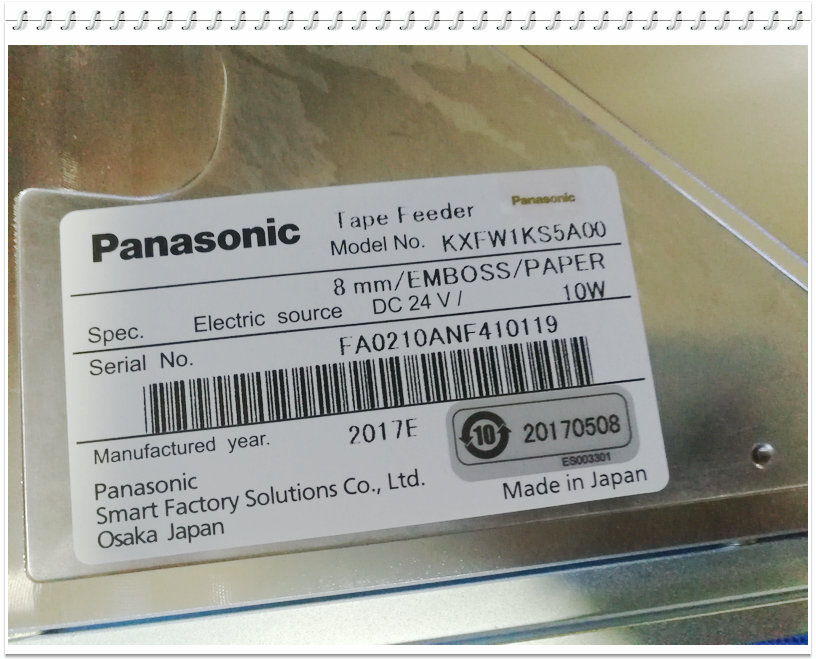 Panasonic
Panasonic
Tape Feeder
Model No. KXFW1KS5A00
8 mm/EMBOSS/PAPER
Spec. Electric source DC 24 V / 10W
Serial No. FA0210ANF410119
Manufactured year. 2017E
10 20170508
ES003301
Panasonic
Smart Factory Solutions Co., Ltd.
Osaka Japan
Made in Japan